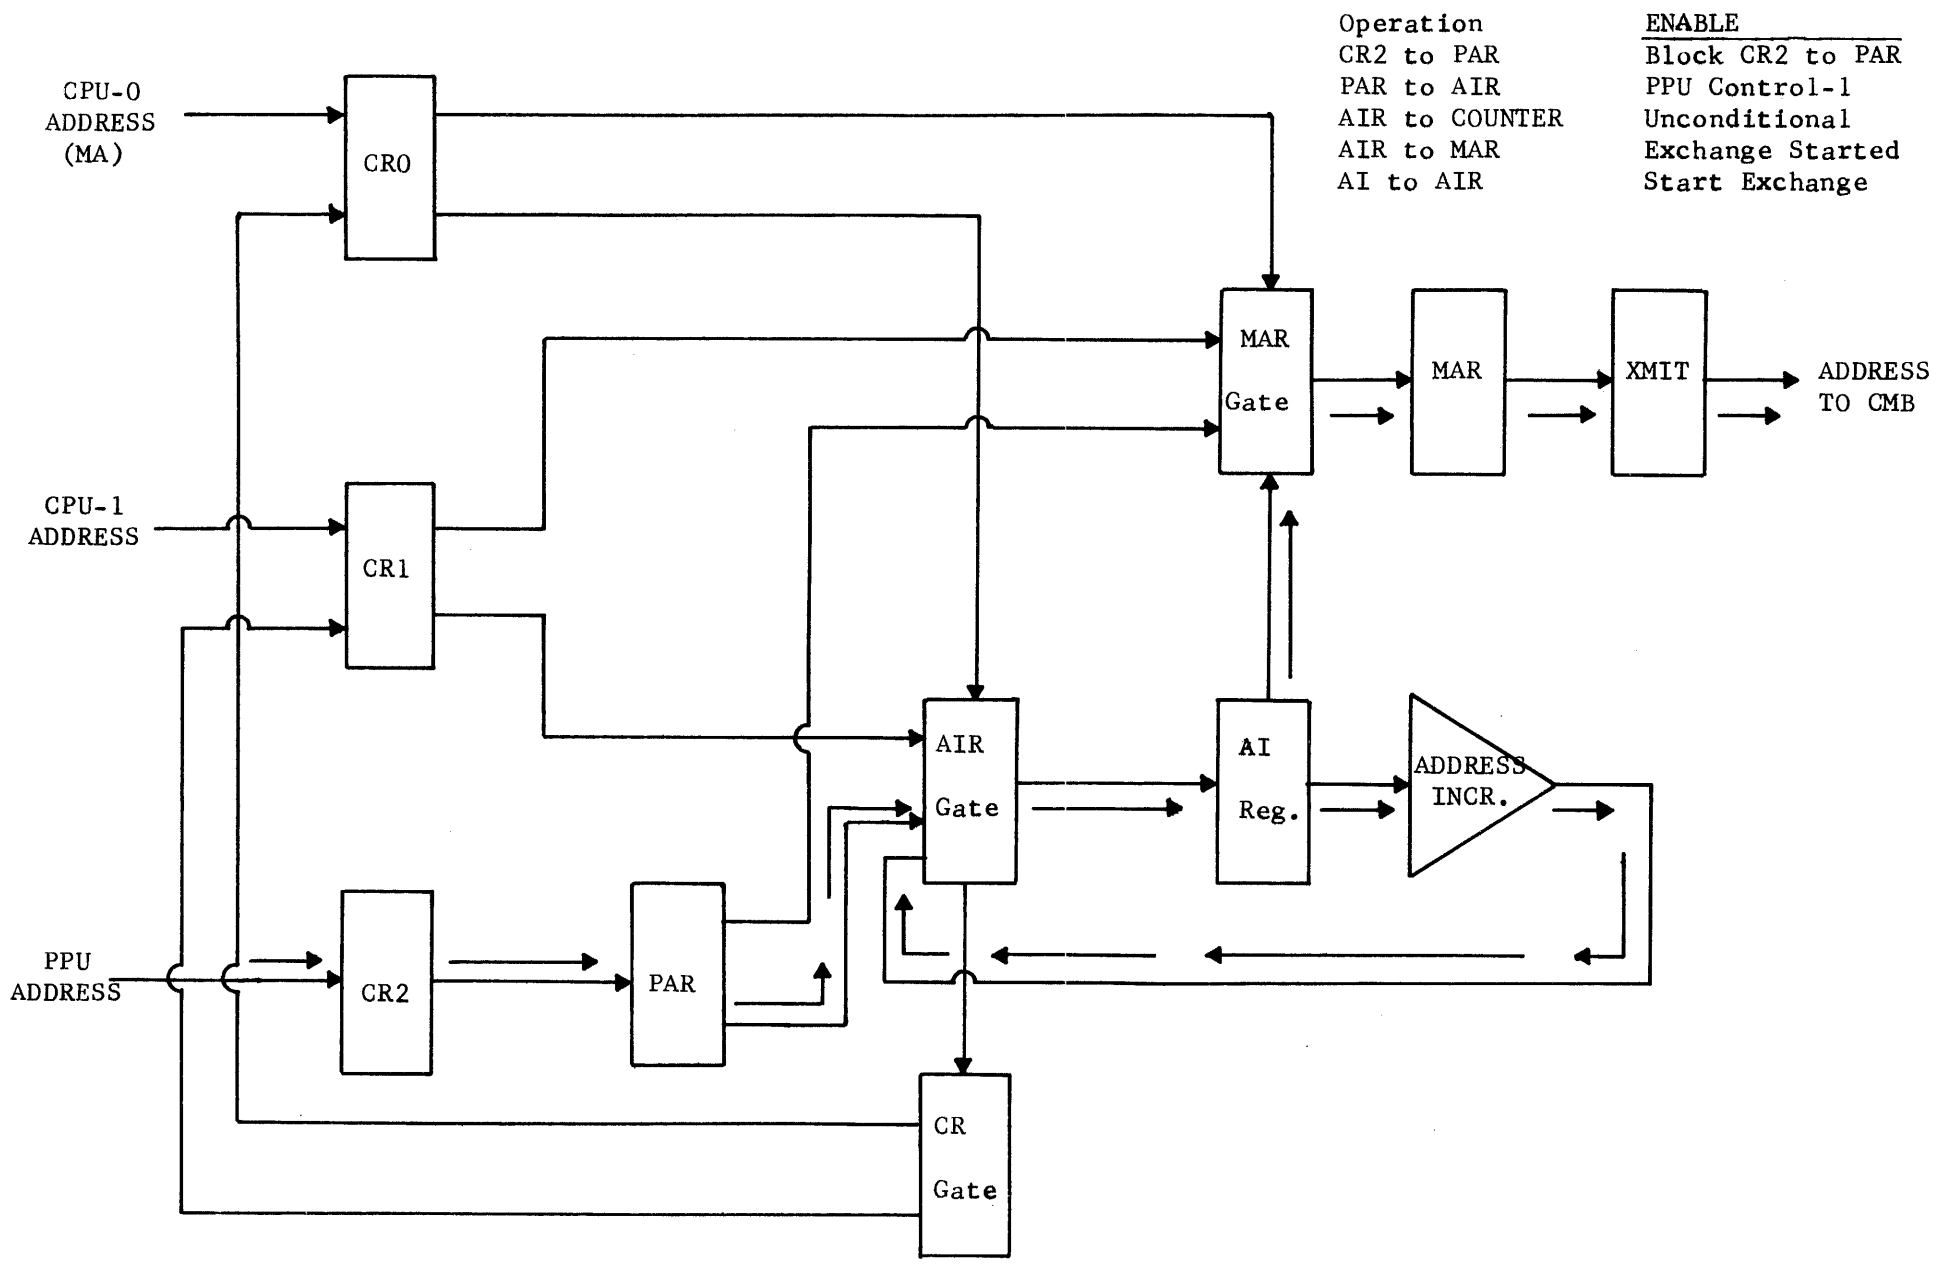 Operation ENABLE
CR2 to PAR Block CR2 to PAR
PAR to AIR PPU Control-1
AIR to COUNTER Unconditional
AIR to MAR Exchange Started
AI to AIR Start Exchange
CPU-0
ADDRESS
(MA)
CR0
MAR
Gate
MAR
XMIT
ADDRESS
TO CMB
CPU-1
ADDRESS
CR1
AIR
Gate
AI
Reg.
ADDRESS
INCR.
PPU
ADDRESS
CR2
PAR
CR
Gate